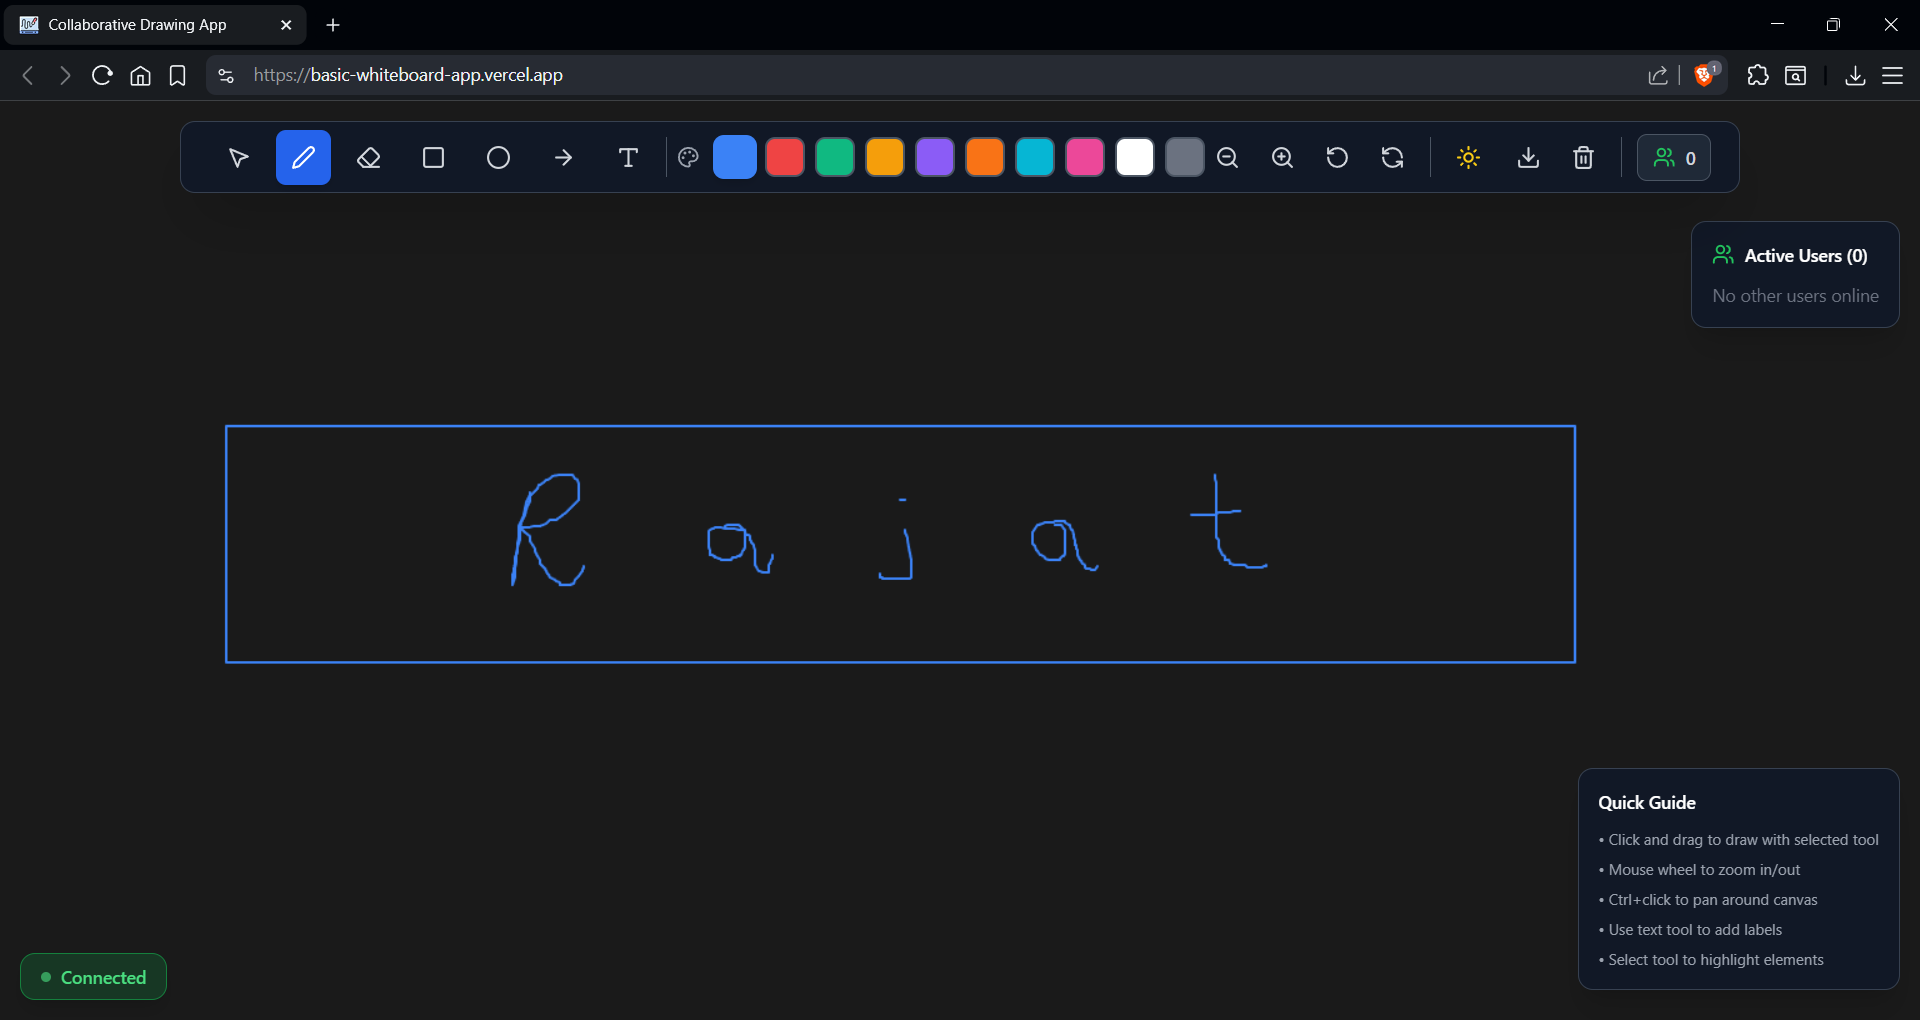 Collaborative Drawing App
https://basic-whiteboard-app.vercel.app
1
0
Active Users (0)
No other users online
R a j a t
Quick Guide
• Click and drag to draw with selected tool
• Mouse wheel to zoom in/out
• Ctrl+click to pan around canvas
• Use text tool to add labels
• Select tool to highlight elements
Connected